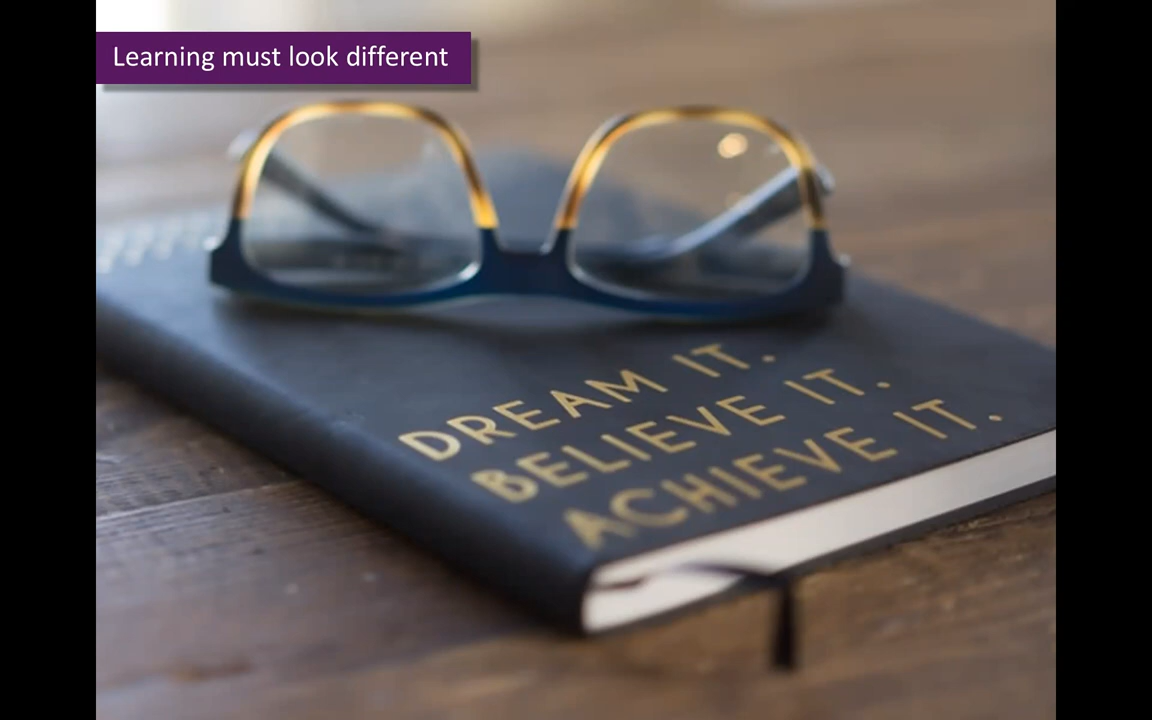 Learning must look different
DREAM IT.
BELIEVE IT.
ACHIEVE IT.